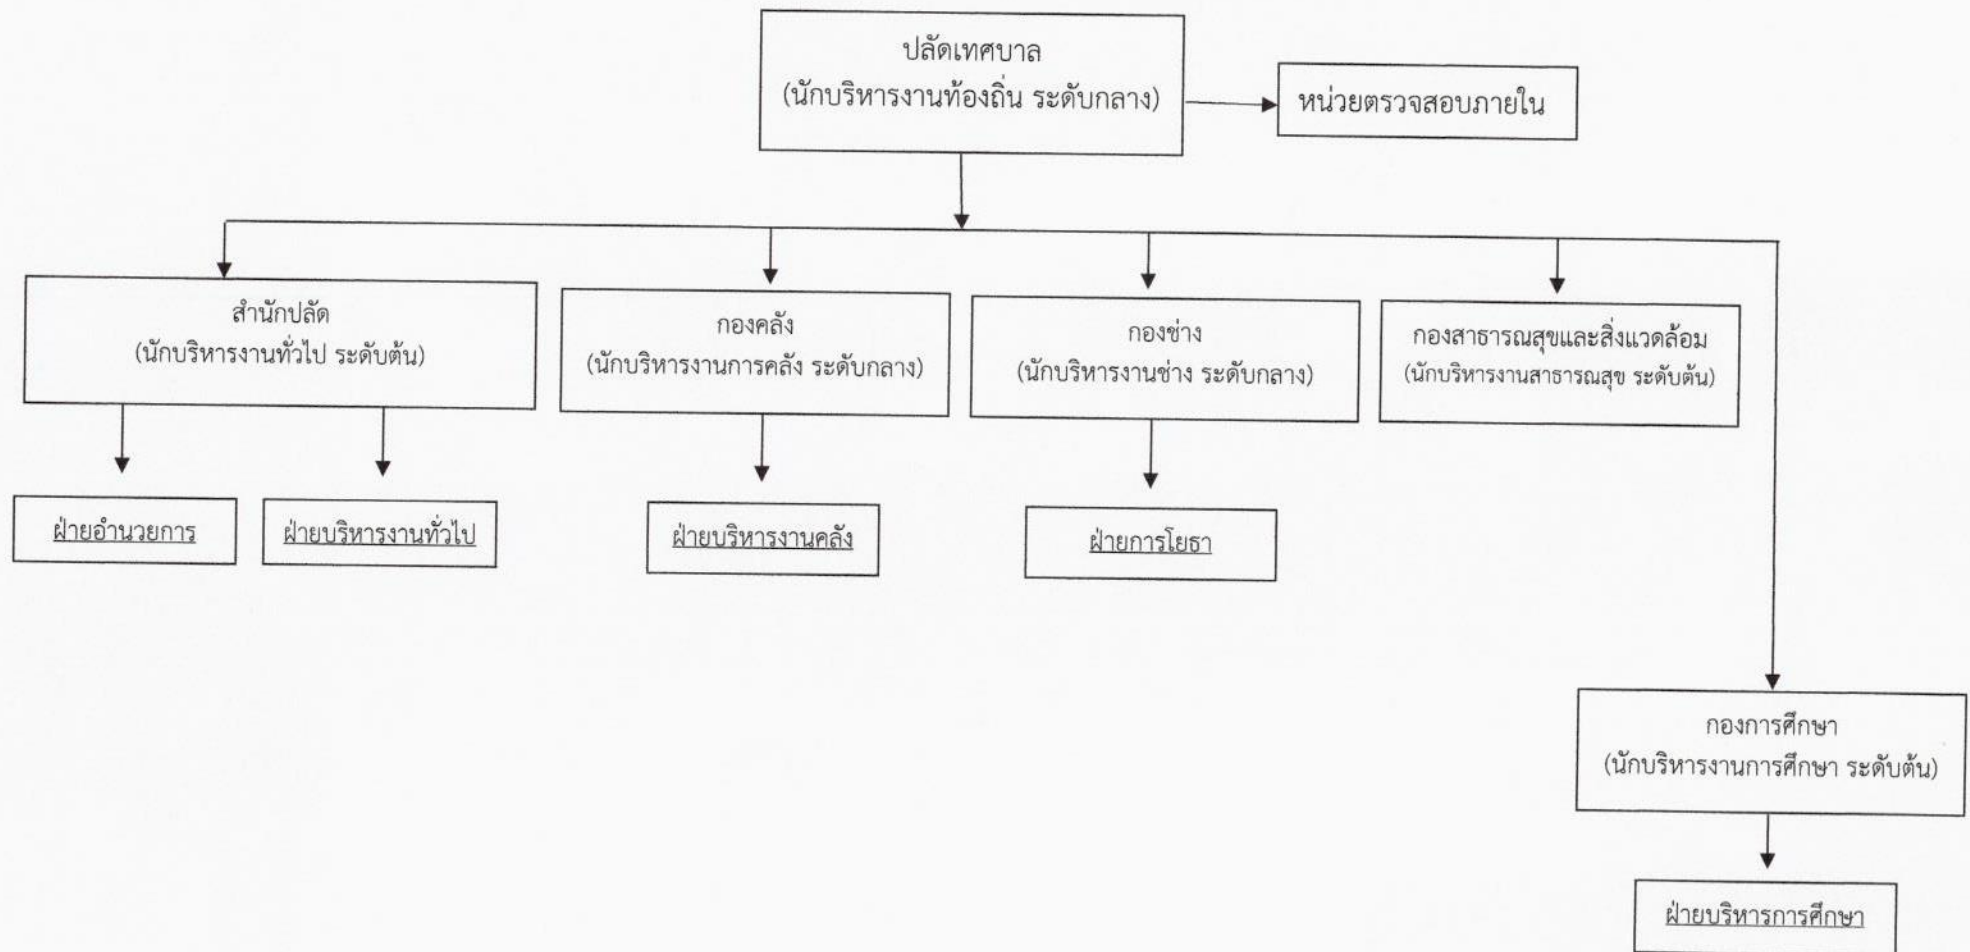 ปลัดเทศบาล
(นักบริหารงานท้องถิ่น ระดับกลาง)
หน่วยตรวจสอบภายใน
สำนักปลัด
(นักบริหารงานทั่วไป ระดับต้น)
กองคลัง
(นักบริหารงานการคลัง ระดับกลาง)
กองช่าง
(นักบริหารงานช่าง ระดับกลาง)
กองสาธารณสุขและสิ่งแวดล้อม
(นักบริหารงานสาธารณสุข ระดับต้น)
ฝ่ายอำนวยการ
ฝ่ายบริหารงานทั่วไป
ฝ่ายบริหารงานคลัง
ฝ่ายการโยธา
กองการศึกษา
(นักบริหารงานการศึกษา ระดับต้น)
ฝ่ายบริหารการศึกษา